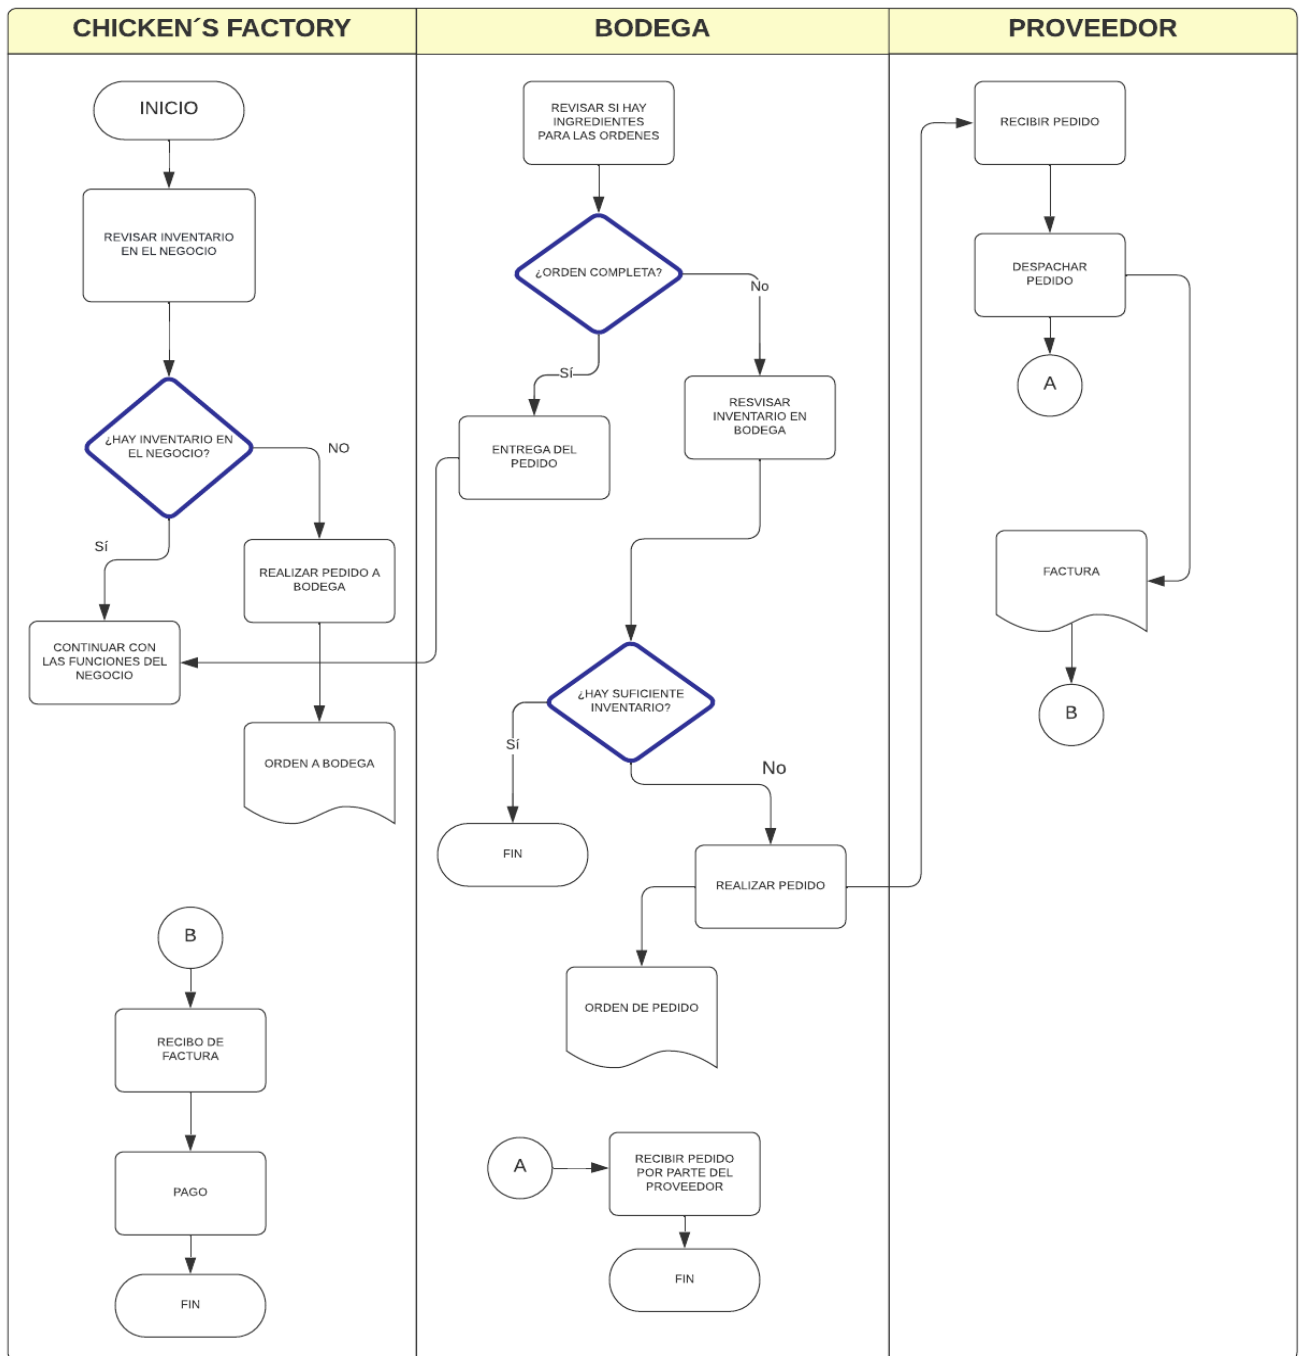 CHICKEN´S FACTORY
BODEGA
PROVEEDOR
INICIO
REVISAR INVENTARIO
EN EL NEGOCIO
¿HAY INVENTARIO EN
EL NEGOCIO?
NO
Sí
REALIZAR PEDIDO A
BODEGA
CONTINUAR CON
LAS FUNCIONES DEL
NEGOCIO
ORDEN A BODEGA
B
RECIBO DE
FACTURA
PAGO
FIN
REVISAR SI HAY
INGREDIENTES
PARA LAS ORDENES
¿ORDEN COMPLETA?
No
Sí
RESVISAR
INVENTARIO EN
BODEGA
ENTREGA DEL
PEDIDO
¿HAY SUFICIENTE
INVENTARIO?
Sí
No
FIN
REALIZAR PEDIDO
ORDEN DE PEDIDO
A
RECIBIR PEDIDO
POR PARTE DEL
PROVEEDOR
FIN
RECIBIR PEDIDO
DESPACHAR
PEDIDO
A
FACTURA
B